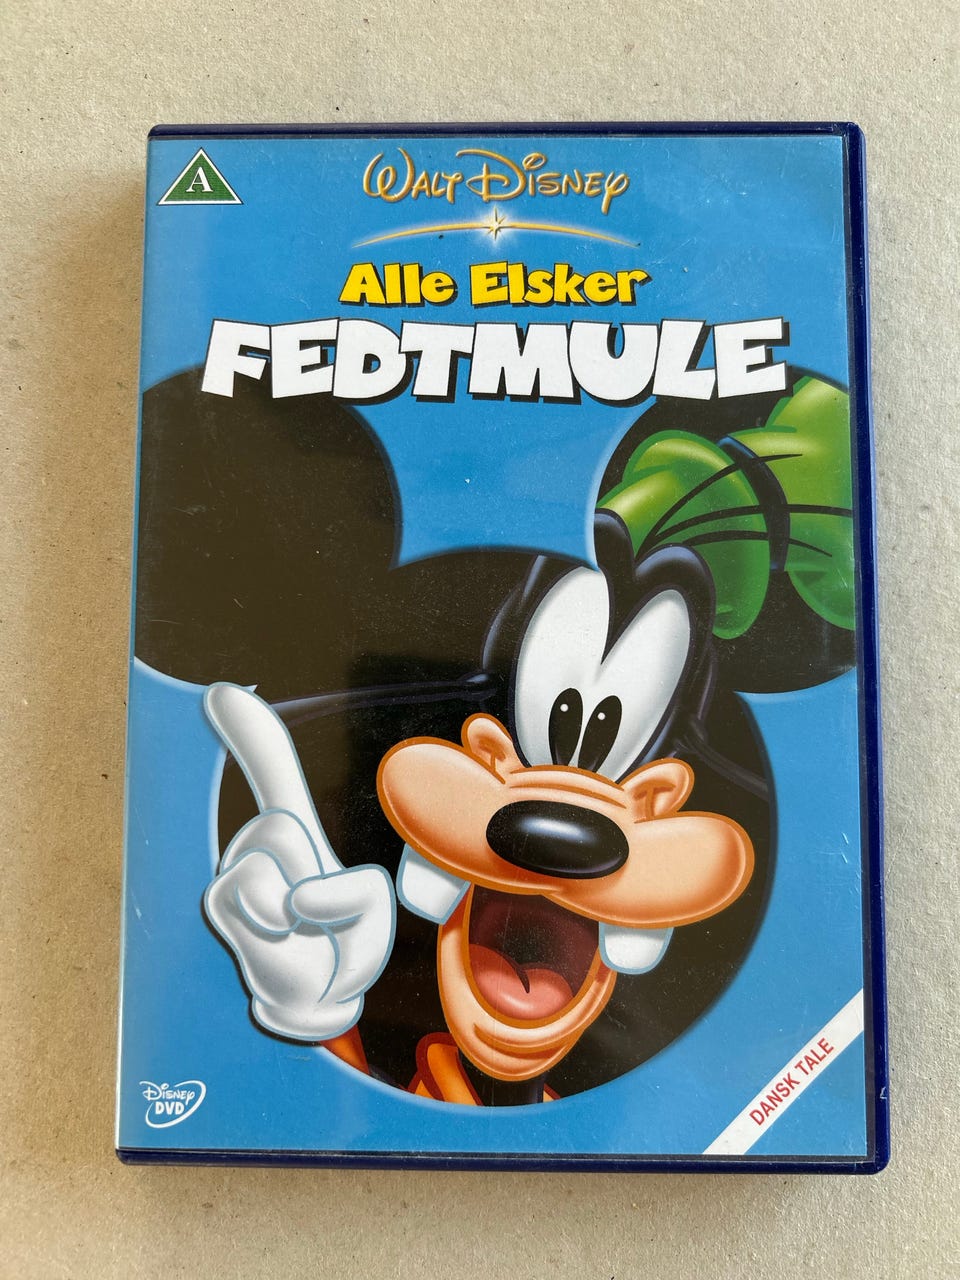 A
Walt Disney
Alle Elsker
FEDTMULE
DANSK TALE
Disney
DVD